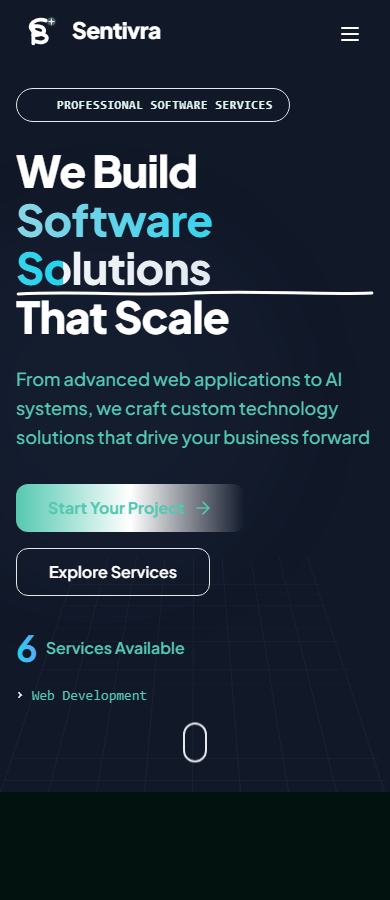 Sentivra
PROFESSIONAL SOFTWARE SERVICES
We Build
Software
Solutions
That Scale
From advanced web applications to AI
systems, we craft custom technology
solutions that drive your business forward
Start Your Project
Explore Services
6 Services Available
Web Development